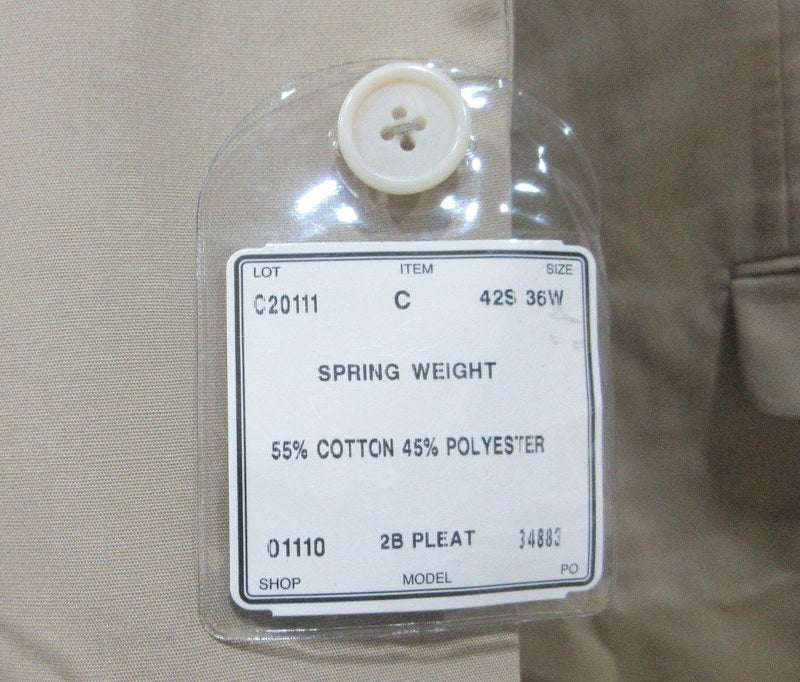 LOT ITEM SIZE
C20111 C 42S 36W
SPRING WEIGHT
55% COTTON 45% POLYESTER
01110 2B PLEAT 34883
SHOP MODEL PO